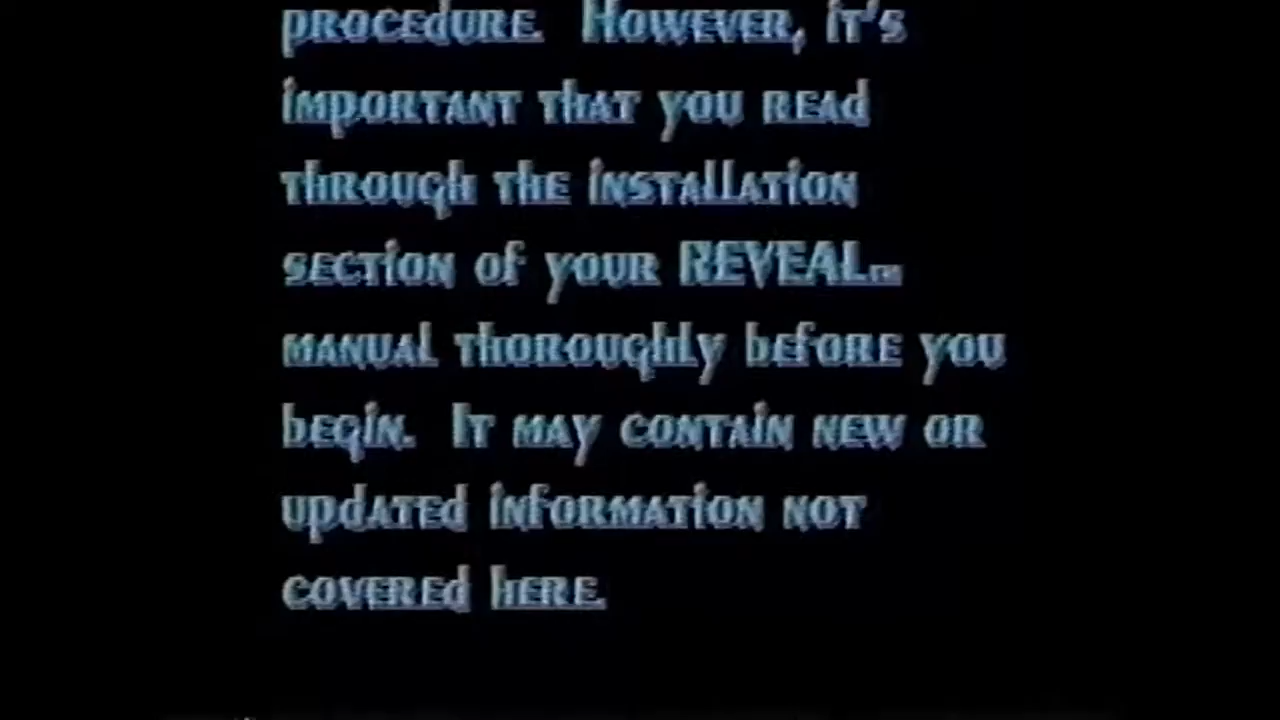 procedure. However, it's
important that you read
through the installation
section of your REVEAL™
manual thoroughly before you
begin. It may contain new or
updated information not
covered here.